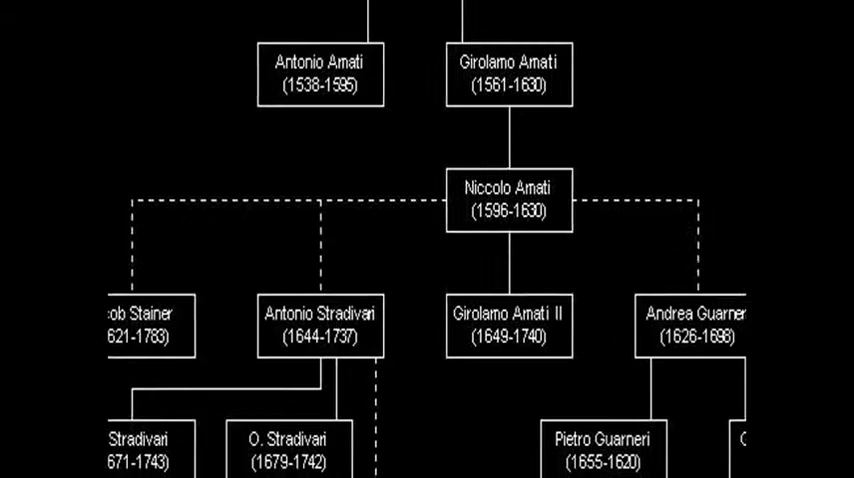 Antonio Amati
(1538-1595)
Girolamo Amati
(1561-1630)
Niccolo Amati
(1596-1630)
cob Stainer
621-1783)
Antonio Stradivari
(1644-1737)
Girolamo Amati II
(1649-1740)
Andrea Guarner
(1626-1698)
Stradivari
671-1743)
O. Stradivari
(1679-1742)
Pietro Guarneri
(1655-1620)